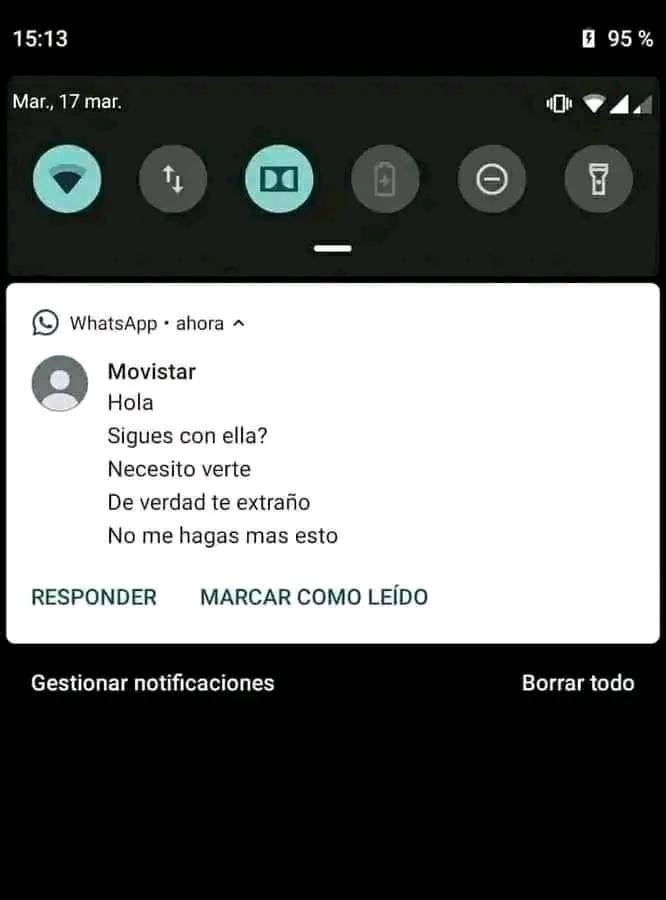 15:13 95 %
Mar., 17 mar.
WhatsApp • ahora
Movistar
Hola
Sigues con ella?
Necesito verte
De verdad te extraño
No me hagas mas esto
RESPONDER MARCAR COMO LEÍDO
Gestionar notificaciones Borrar todo